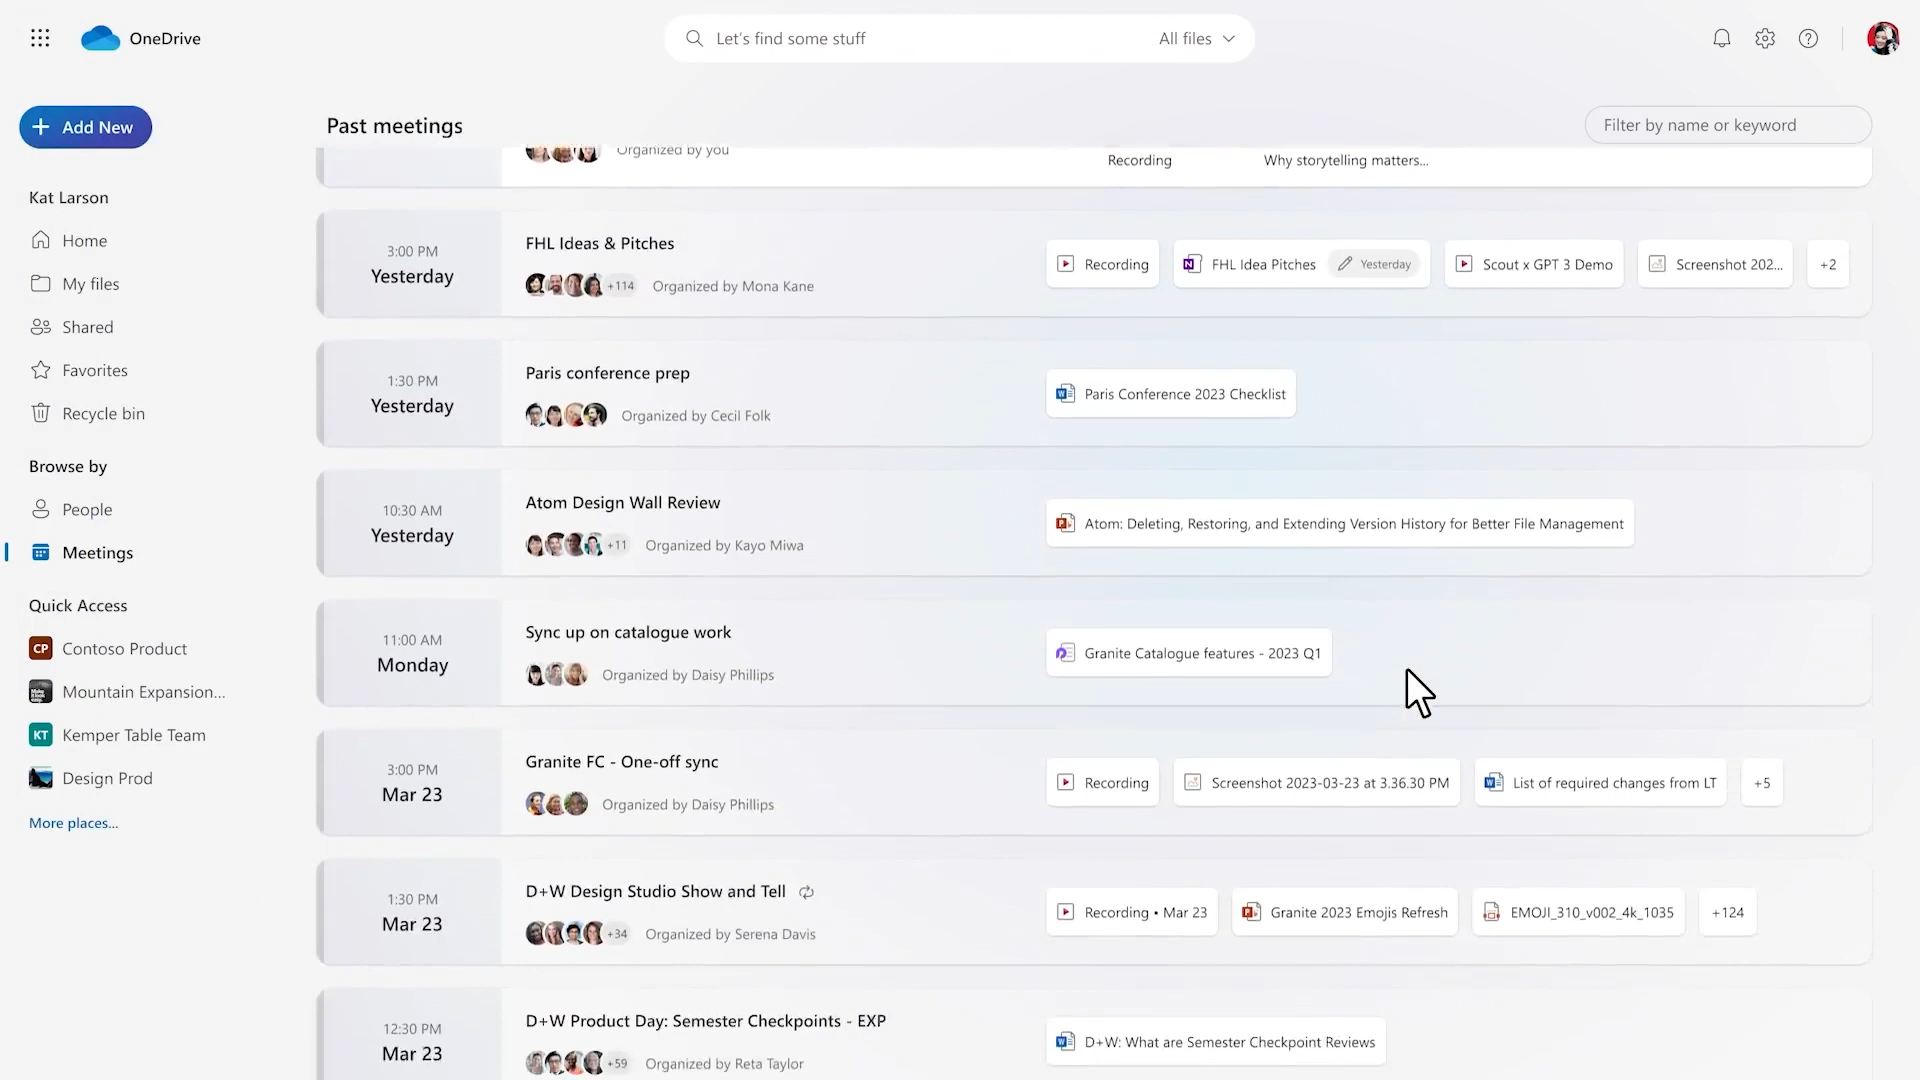 OneDrive
Let's find some stuff
All files
Add New
Past meetings
Filter by name or keyword
Organized by you
Recording
Why storytelling matters...
Kat Larson
Home
My files
Shared
Favorites
Recycle bin
Browse by
People
Meetings
Quick Access
CP Contoso Product
Mountain Expansion...
KT Kemper Table Team
Design Prod
More places...
3:00 PM
Yesterday
FHL Ideas & Pitches
+114 Organized by Mona Kane
Recording
FHL Idea Pitches Yesterday
Scout x GPT 3 Demo
Screenshot 202...
+2
1:30 PM
Yesterday
Paris conference prep
Organized by Cecil Folk
Paris Conference 2023 Checklist
10:30 AM
Yesterday
Atom Design Wall Review
+11 Organized by Kayo Miwa
Atom: Deleting, Restoring, and Extending Version History for Better File Management
11:00 AM
Monday
Sync up on catalogue work
Organized by Daisy Phillips
Granite Catalogue features - 2023 Q1
3:00 PM
Mar 23
Granite FC - One-off sync
Organized by Daisy Phillips
Recording
Screenshot 2023-03-23 at 3.36.30 PM
List of required changes from LT
+5
1:30 PM
Mar 23
D+W Design Studio Show and Tell
+34 Organized by Serena Davis
Recording • Mar 23
Granite 2023 Emojis Refresh
EMOJI_310_v002_4k_1035
+124
12:30 PM
Mar 23
D+W Product Day: Semester Checkpoints - EXP
+59 Organized by Reta Taylor
D+W: What are Semester Checkpoint Reviews